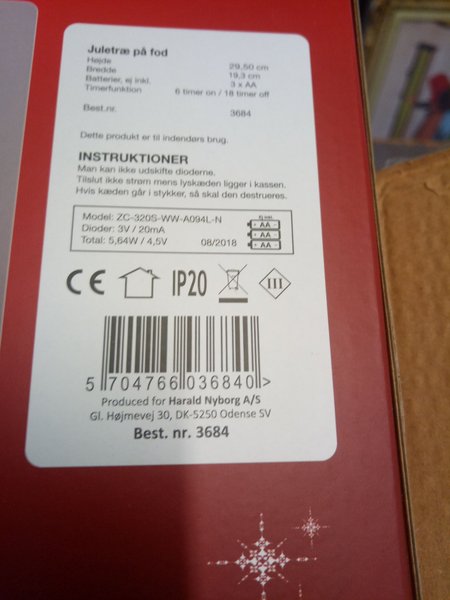 Juletræ på fod
Højde 29,50 cm
Bredde 19,3 cm
Batterier, ej inkl. 3 x AA
Timerfunktion 6 timer on / 18 timer off
Best.nr. 3684
Dette produkt er til indendørs brug.
INSTRUKTIONER
Man kan ikke udskifte dioderne.
Tilslut ikke strøm mens lyskæden ligger i kassen.
Hvis kæden går i stykker, så skal den destrueres.
Model: ZC-320S-WW-A094L-N
Dioder: 3V / 20mA
Total: 5,64W / 4,5V 08/2018
Ej inkl.
AA
AA
AA
CE IP20 III
5 704766 036840 >
Produced for Harald Nyborg A/S
Gl. Højmevej 30, DK-5250 Odense SV
Best. nr. 3684